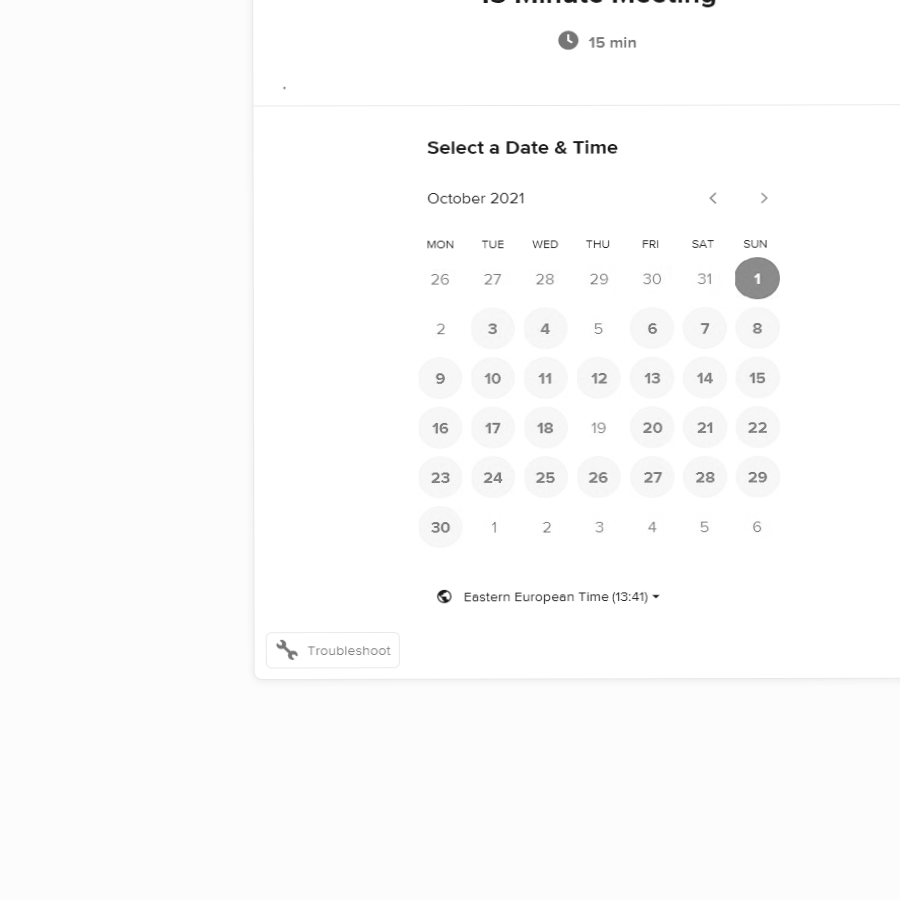 15 Minute Meeting
15 min
.
Select a Date & Time
October 2021
MON TUE WED THU FRI SAT SUN
26 27 28 29 30 31 1
2 3 4 5 6 7 8
9 10 11 12 13 14 15
16 17 18 19 20 21 22
23 24 25 26 27 28 29
30 1 2 3 4 5 6
Eastern European Time (13:41)
Troubleshoot